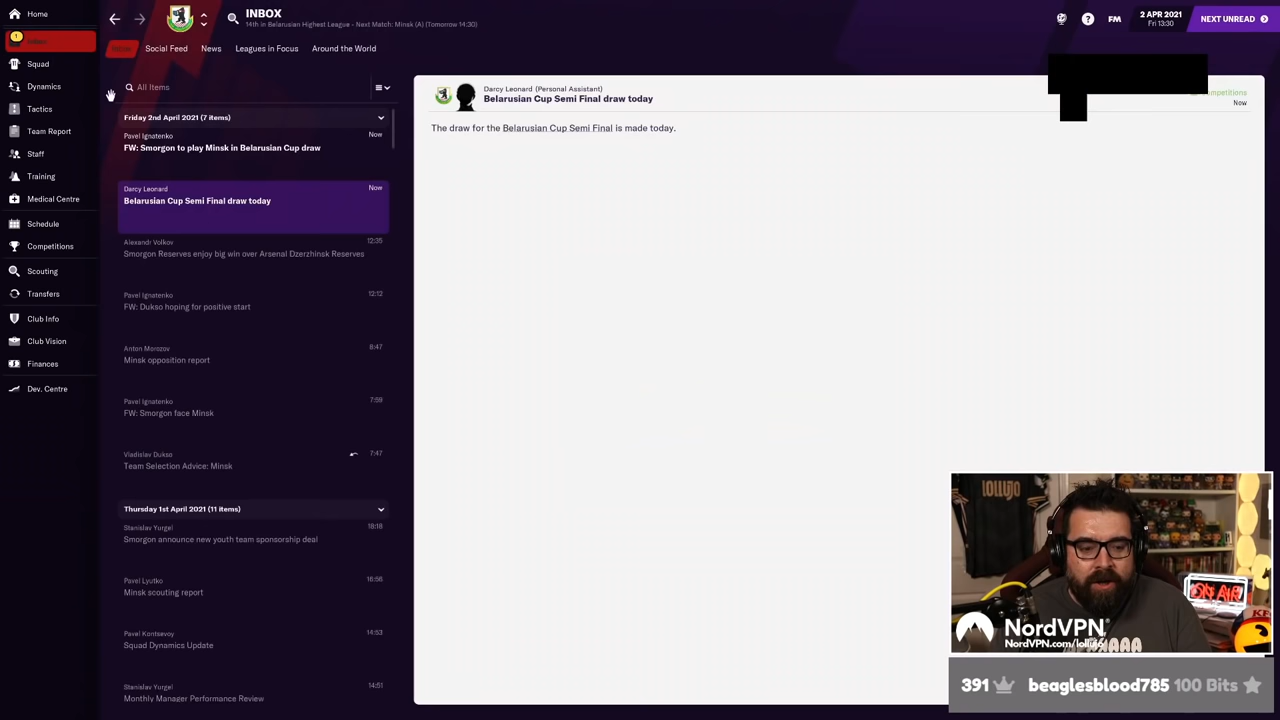 Home
INBOX
14th in Belarusian Highest League - Next Match: Minsk (A) (Tomorrow 14:30)
FM
2 APR 2021
Fri 13:30
NEXT UNREAD
1
Inbox
Squad
Dynamics
Tactics
Team Report
Staff
Training
Medical Centre
Schedule
Competitions
Scouting
Transfers
Club Info
Club Vision
Finances
Dev. Centre
Inbox
Social Feed
News
Leagues in Focus
Around the World
All Items
Friday 2nd April 2021 (7 items)
Pavel Ignatenko
Now
FW: Smorgon to play Minsk in Belarusian Cup draw
Darcy Leonard
Now
Belarusian Cup Semi Final draw today
Alexandr Volkov
12:35
Smorgon Reserves enjoy big win over Arsenal Dzerzhinsk Reserves
Pavel Ignatenko
12:12
FW: Dukso hoping for positive start
Anton Morozov
8:47
Minsk opposition report
Pavel Ignatenko
7:59
FW: Smorgon face Minsk
Vladislav Dukso
7:47
Team Selection Advice: Minsk
Thursday 1st April 2021 (11 items)
Stanislav Yurgel
18:18
Smorgon announce new youth team sponsorship deal
Pavel Lyutko
16:56
Minsk scouting report
Pavel Kontsevoy
14:53
Squad Dynamics Update
Stanislav Yurgel
14:51
Monthly Manager Performance Review
Darcy Leonard (Personal Assistant)
Belarusian Cup Semi Final draw today
Competitions
Now
The draw for the Belarusian Cup Semi Final is made today.
lollujo
ON AIR
NordVPN
NordVPN.com/lollujo
391 beaglesblood785 100 Bits